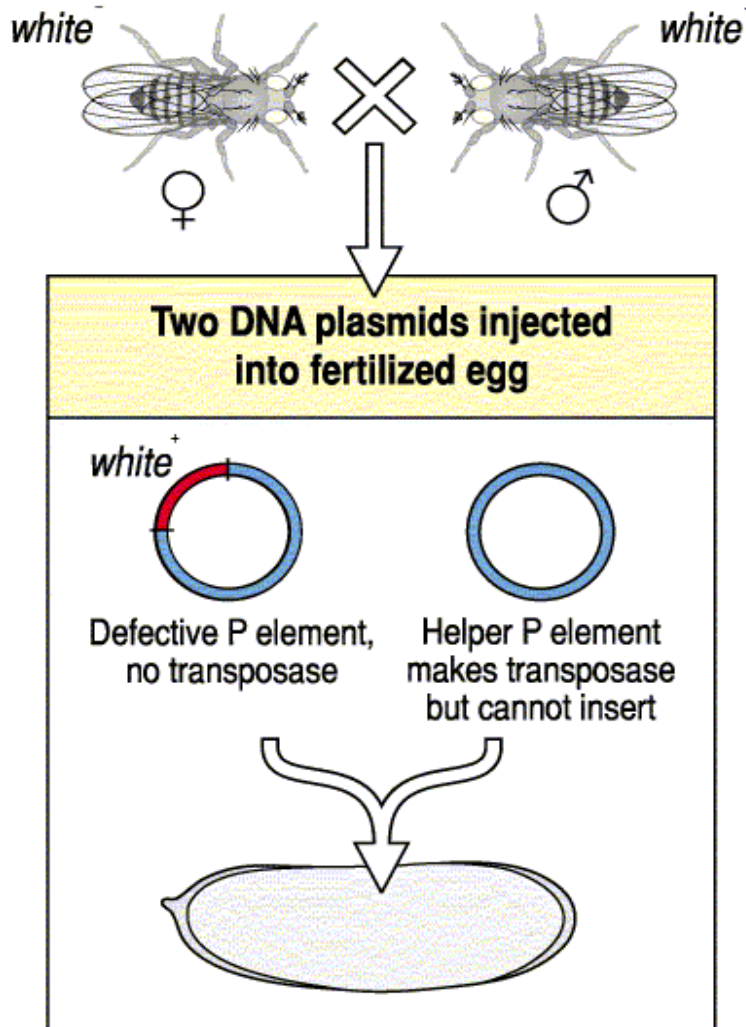 white⁻ white⁻
♀ ♂
Two DNA plasmids injected
into fertilized egg
white⁺
Defective P element,
no transposase
Helper P element
makes transposase
but cannot insert